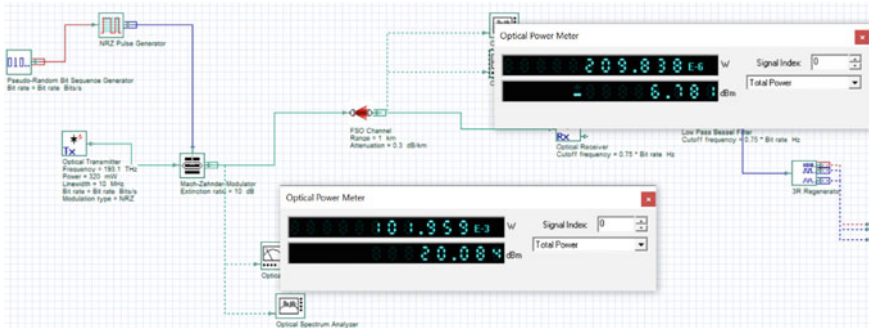 NRZ Pulse Generator
Pseudo-Random Bit Sequence Generator
Bit rate = Bit rate Bits/s
Optical Power Meter
209.838 E-6 W
Signal Index: 0
-6.781 dBm
Total Power
Tx
Optical Transmitter
Frequency = 193.1 THz
Power = 320 mW
Linewidth = 10 MHz
Bit rate = Bit rate Bits/s
Modulation type = NRZ
Mach-Zehnder Modulator
Extinction ratio = 10 dB
FSO Channel
Range = 1 km
Attenuation = 0.3 dB/km
Rx
Optical Receiver
Cutoff frequency = 0.75 * Bit rate Hz
Low Pass Bessel Filter
Cutoff frequency = 0.75 * Bit rate Hz
3R Regenerator
Optical Power Meter
101.959 E-3 W
Signal Index: 0
20.084 dBm
Total Power
Optical
Optical Spectrum Analyzer